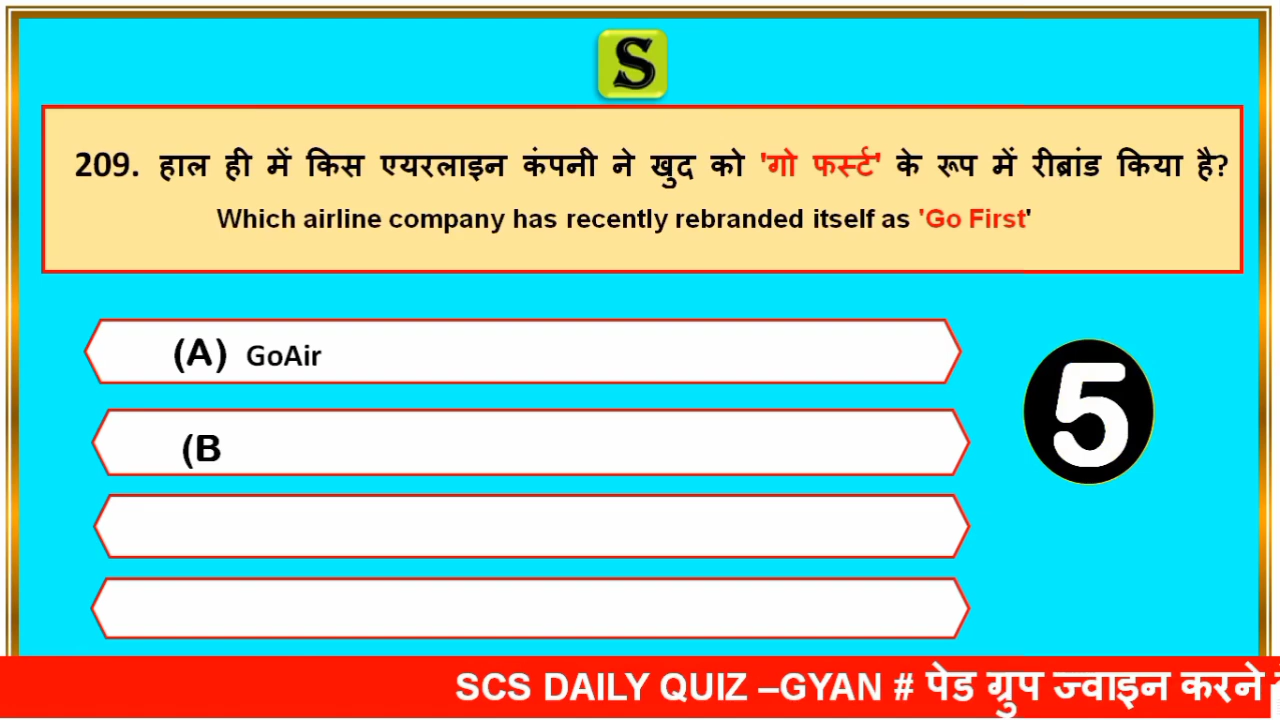 S
209. हाल ही में किस एयरलाइन कंपनी ने खुद को 'गो फर्स्ट' के रूप में रीब्रांड किया है?
Which airline company has recently rebranded itself as 'Go First'
(A) GoAir
5
(B
SCS DAILY QUIZ –GYAN # पेड ग्रुप ज्वाइन करने